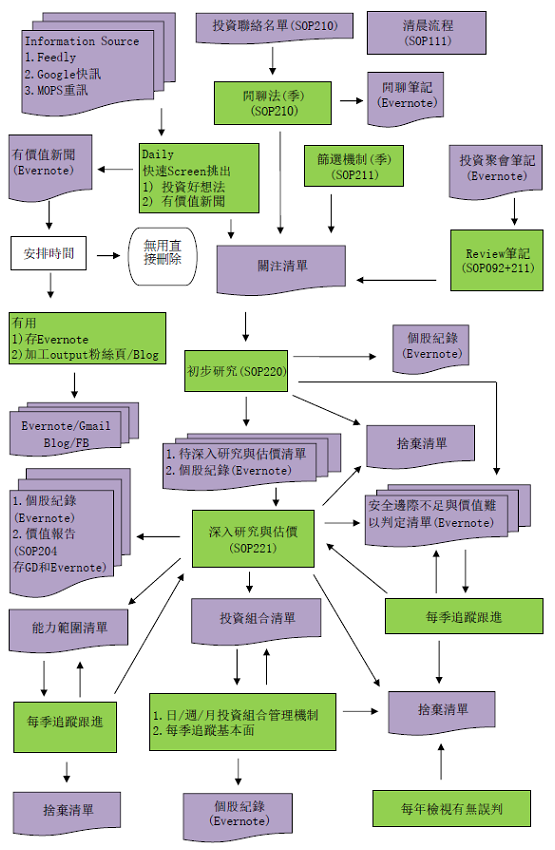 Information Source
1.Feedly
2.Google快訊
3.MOPS重訊
投資聯絡名單(SOP210)
清晨流程
(SOP111)
閒聊法(季)
(SOP210)
閒聊筆記
(Evernote)
有價值新聞
(Evernote)
Daily
快速Screen挑出
1) 投資好想法
2) 有價值新聞
篩選機制(季)
(SOP211)
投資聚會筆記
(Evernote)
安排時間
無用直
接刪除
關注清單
Review筆記
(SOP092+211)
有用
1)存Evernote
2)加工output粉絲頁/Blog
初步研究(SOP220)
個股紀錄
(Evernote)
Evernote/Gmail
Blog/FB
1.待深入研究與估價清單
2.個股紀錄(Evernote)
捨棄清單
1.個股紀錄
(Evernote)
2.價值報告
(SOP204
存GD和Evernote)
深入研究與估價
(SOP221)
安全邊際不足與價值難
以判定清單(Evernote)
能力範圍清單
投資組合清單
每季追蹤跟進
每季追蹤跟進
1.日/週/月投資組合管理機制
2.每季追蹤基本面
捨棄清單
捨棄清單
個股紀錄
(Evernote)
每年檢視有無誤判